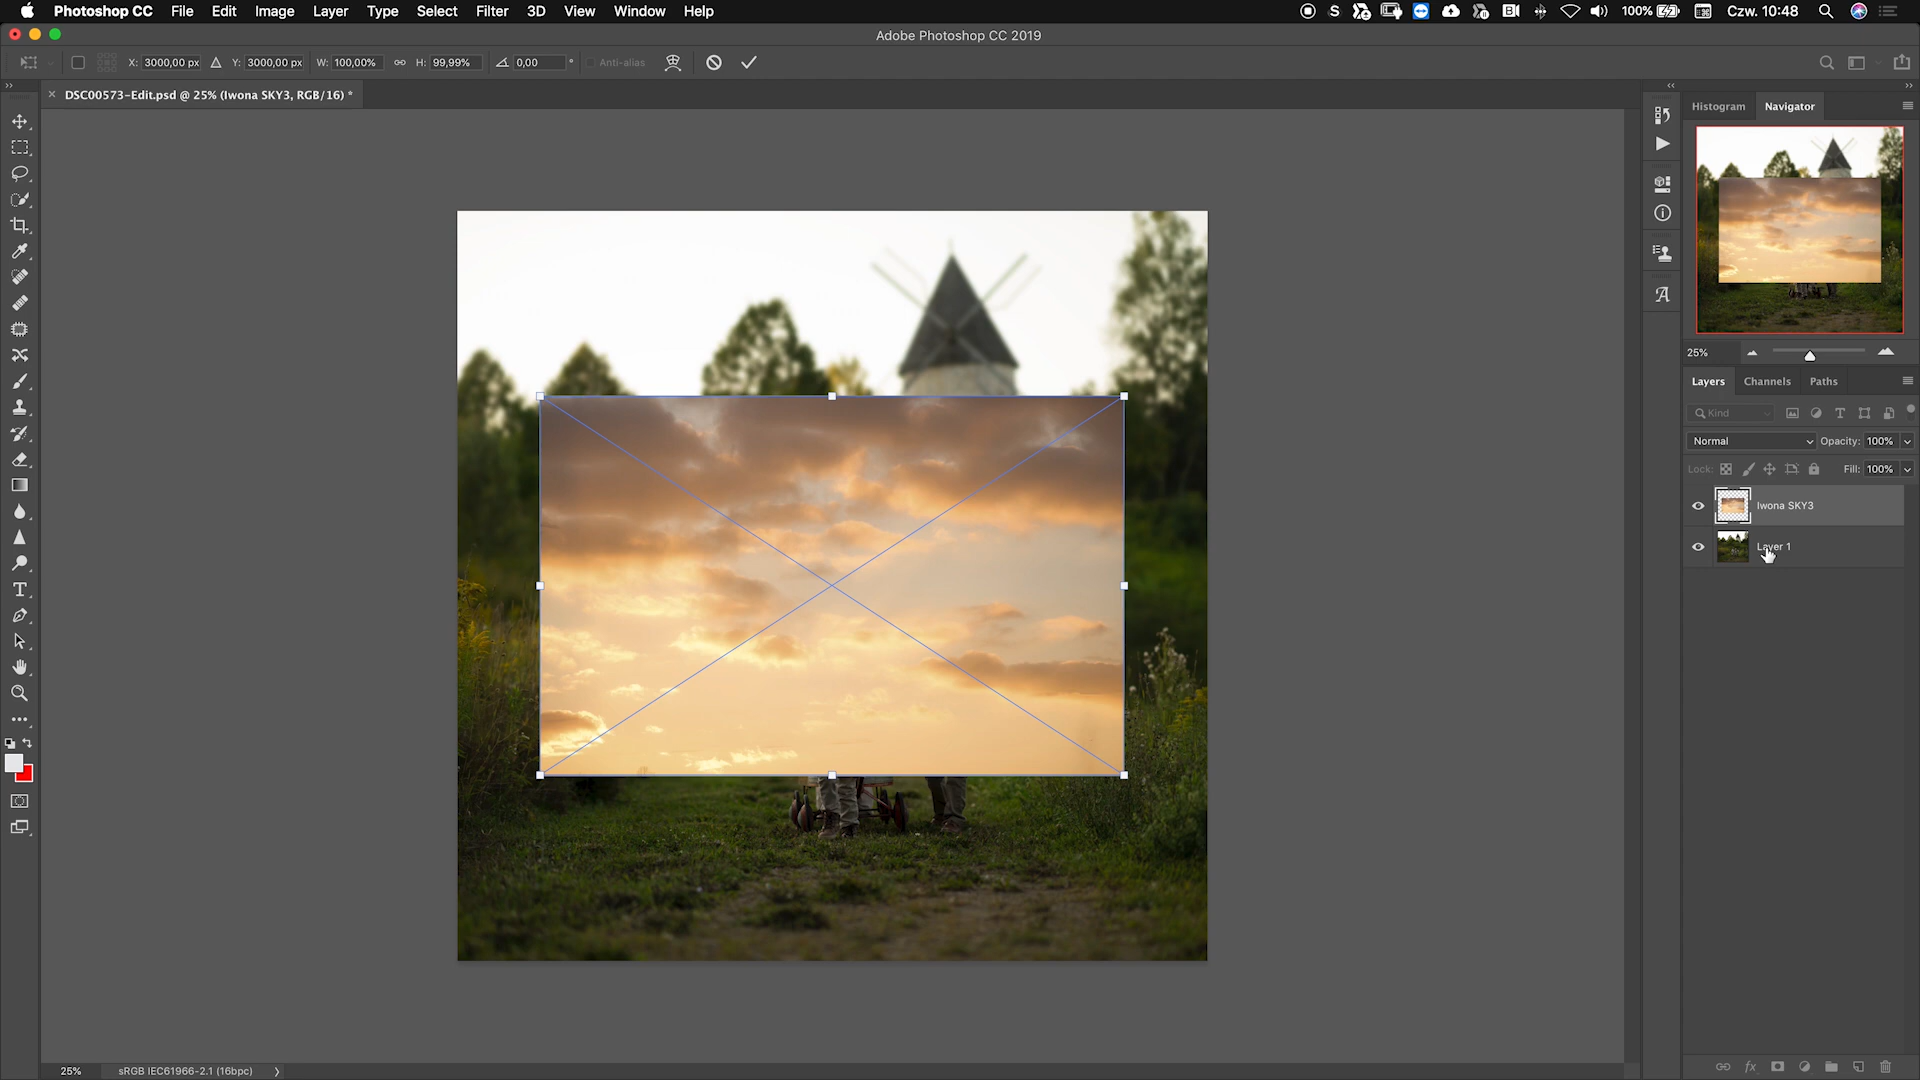 Photoshop CC File Edit Image Layer Type Select Filter 3D View Window Help 100% Czw. 10:48
Adobe Photoshop CC 2019
X: 3000,00 px Y: 3000,00 px W: 100,00% H: 99,99% 0,00 ° Anti-alias
DSC00573-Edit.psd @ 25% (Iwona SKY3, RGB/16) *
Histogram Navigator
25%
Layers Channels Paths
Kind
Normal Opacity: 100%
Lock: Fill: 100%
Iwona SKY3
Layer 1
25% sRGB IEC61966-2.1 (16bpc)